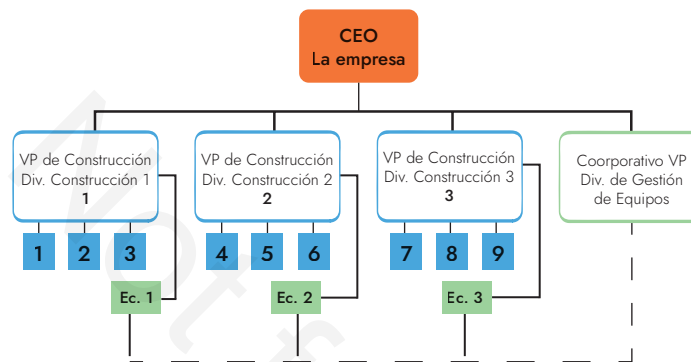 CEO
La empresa
VP de Construcción
Div. Construcción 1
1
VP de Construcción
Div. Construcción 2
2
VP de Construcción
Div. Construcción 3
3
Coorporativo VP
Div. de Gestión
de Equipos
1 2 3
4 5 6
7 8 9
Ec. 1
Ec. 2
Ec. 3
Not f